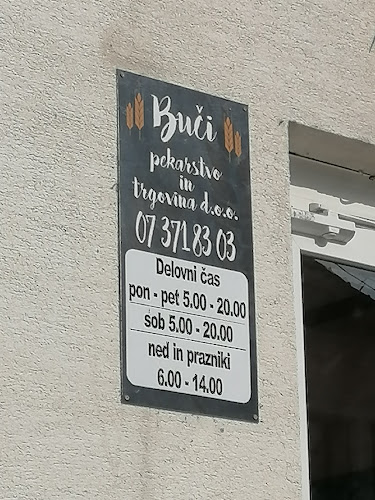 Buči
pekarstvo
in
trgovina d.o.o.
07 371 83 03
Delovni čas
pon - pet 5.00 - 20.00
sob 5.00 - 20.00
ned in prazniki
6.00 - 14.00